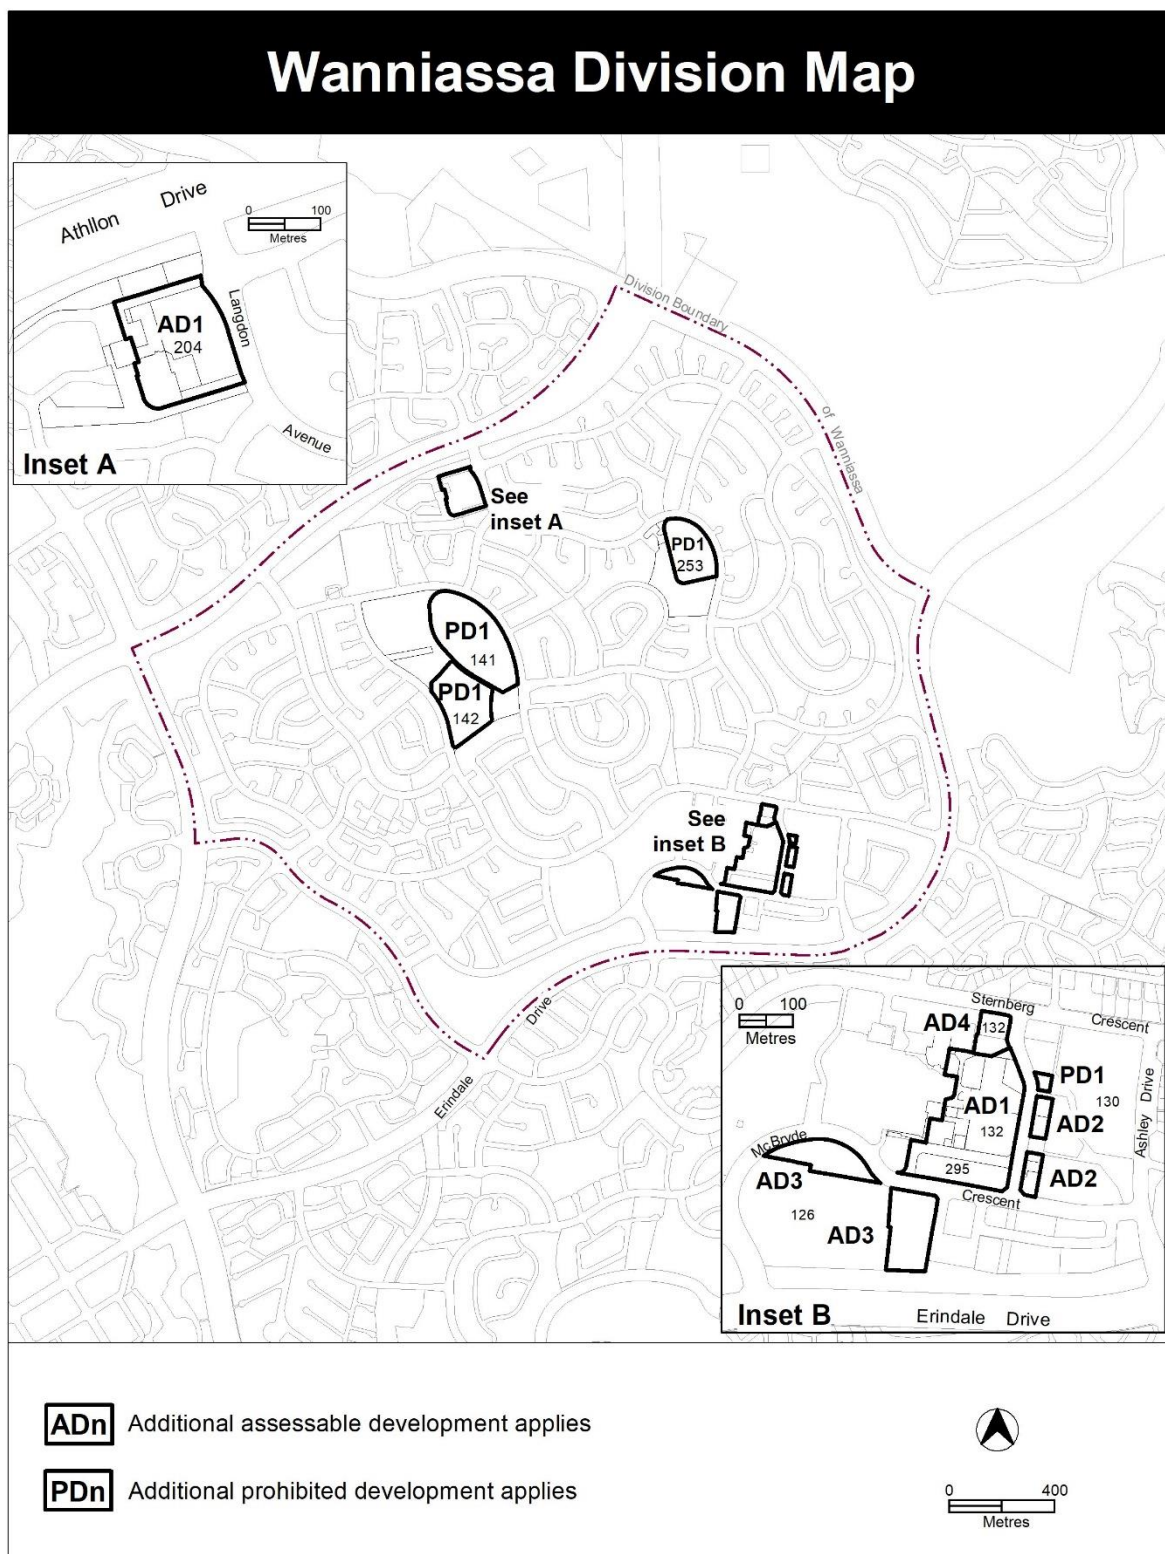 Wanniassa Division Map
Athllon Drive
0 100
Metres
Langdon
AD1
204
Avenue
Inset A
Division Boundary
of Wanniassa
See
inset A
PD1
253
PD1
141
PD1
142
See
inset B
Drive
Erindale
0 100
Metres
Sternberg
Crescent
AD4
132
PD1
130
AD1
132
AD2
Ashley Drive
McBryde
295
AD2
AD3
Crescent
126
AD3
Inset B
Erindale Drive
ADn Additional assessable development applies
PDn Additional prohibited development applies
0 400
Metres